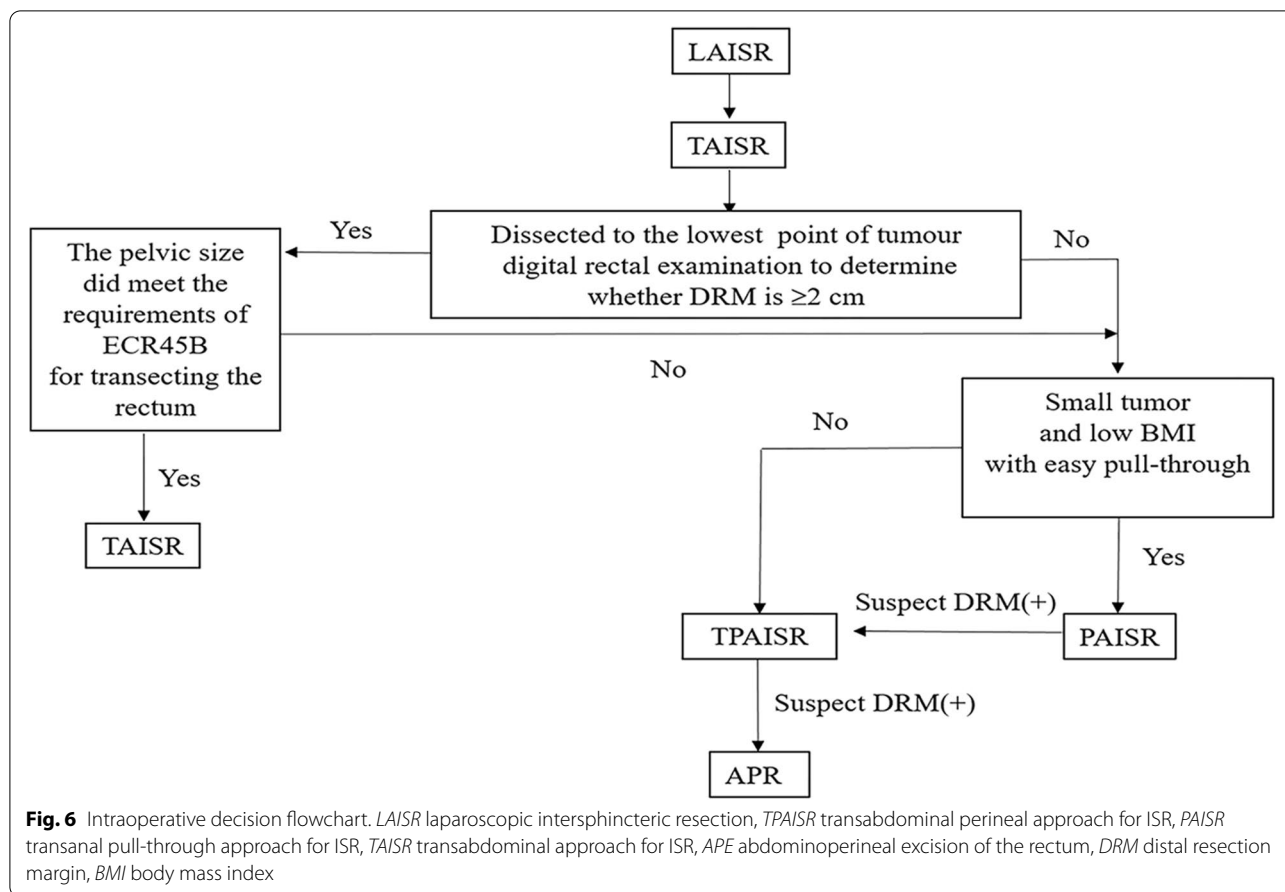 LAISR
TAISR
Yes
Dissected to the lowest point of tumour
digital rectal examination to determine
whether DRM is ≥2 cm
No
The pelvic size
did meet the
requirements of
ECR45B
for transecting the
rectum
No
Small tumor
and low BMI
with easy pull-through
No
Yes
TAISR
Yes
Suspect DRM(+)
TPAISR
PAISR
Suspect DRM(+)
APR
Fig. 6 Intraoperative decision flowchart. LAISR laparoscopic intersphincteric resection, TPAISR transabdominal perineal approach for ISR, PAISR
transanal pull-through approach for ISR, TAISR transabdominal approach for ISR, APE abdominoperineal excision of the rectum, DRM distal resection
margin, BMI body mass index